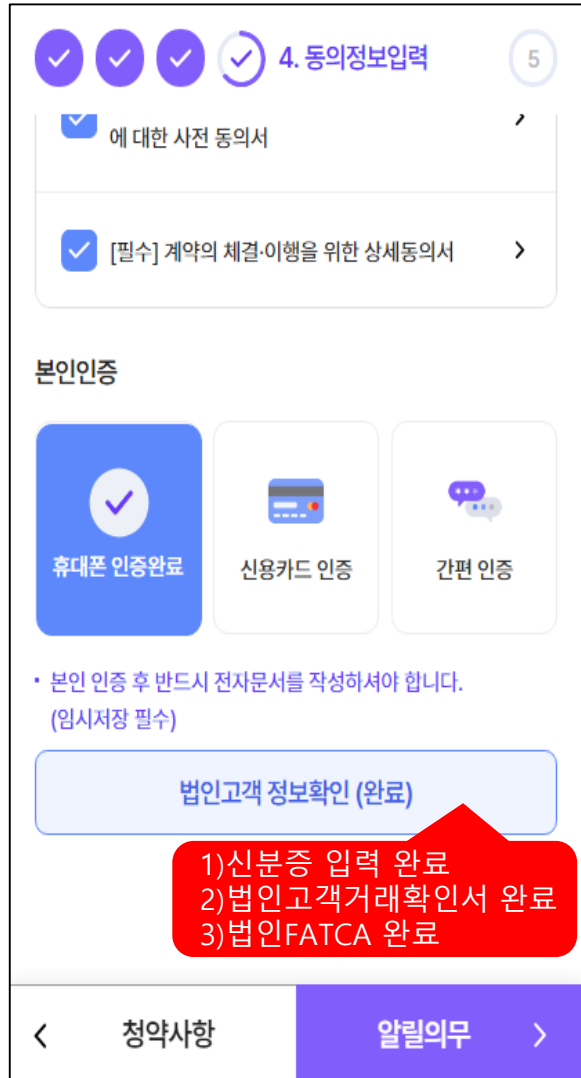 4. 동의정보입력
5
에 대한 사전 동의서
[필수] 계약의 체결·이행을 위한 상세동의서
본인인증
휴대폰 인증완료
신용카드 인증
간편 인증
• 본인 인증 후 반드시 전자문서를 작성하셔야 합니다.
(임시저장 필수)
법인고객 정보확인 (완료)
1)신분증 입력 완료
2)법인고객거래확인서 완료
3)법인FATCA 완료
청약사항
알릴의무